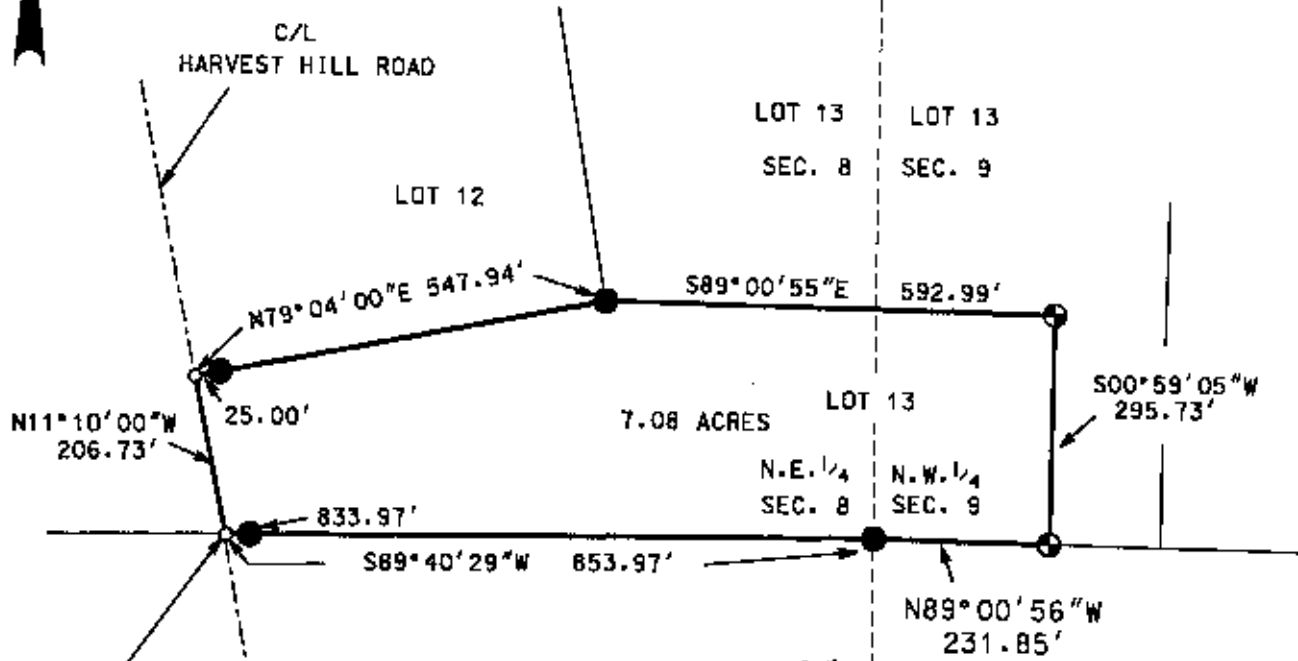 C/L
HARVEST HILL ROAD
LOT 13
LOT 13
SEC. 8
SEC. 9
LOT 12
N79°04'00"E 547.94'
S89°00'55"E 592.99'
S00°59'05"W
295.73'
25.00'
N11°10'00"W
206.73'
7.08 ACRES
LOT 13
N.E.1/4
N.W.1/4
SEC. 8
SEC. 9
833.97'
S89°40'29"W 853.97'
N89°00'56"W
231.85'